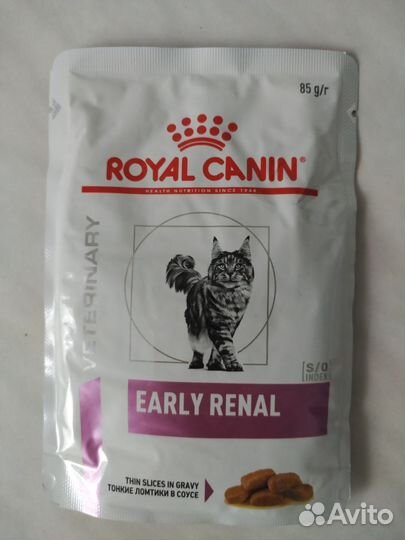 85 g/г
ROYAL CANIN
HEALTH NUTRITION SINCE 1968
VETERINARY
S/O
INDEX
EARLY RENAL
THIN SLICES IN GRAVY
ТОНКИЕ ЛОМТИКИ В СОУСЕ
Avito